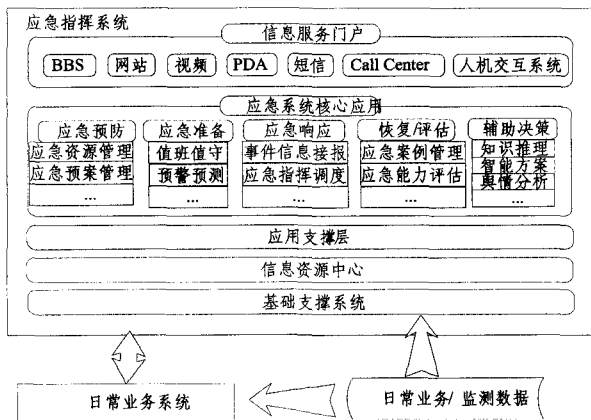 应急指挥系统
信息服务门户
BBS 网站 视频 PDA 短信 Call Center 人机交互系统
应急系统核心应用
应急预防 应急准备 应急响应 恢复/评估 辅助决策
应急资源管理 值班值守 事件信息接报 应急案例管理 知识推理
应急预案管理 预警预测 应急指挥调度 应急能力评估 智能方案
舆情分析
... ... ... ... ...
应用支撑层
信息资源中心
基础支撑系统
日常业务系统 日常业务/ 监测数据